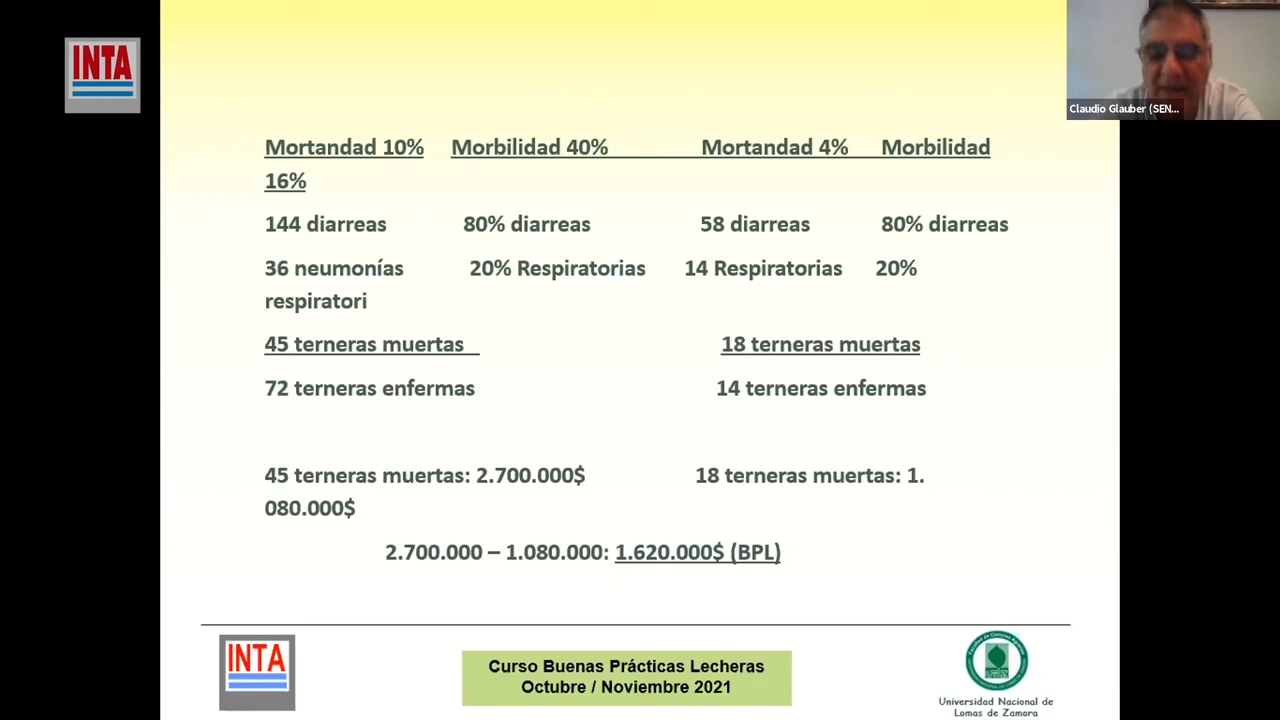 INTA
Claudio Glauber (SEN...
Mortandad 10% Morbilidad 40% Mortandad 4% Morbilidad
16%
144 diarreas 80% diarreas 58 diarreas 80% diarreas
36 neumonías 20% Respiratorias 14 Respiratorias 20%
respiratori
45 terneras muertas 18 terneras muertas
72 terneras enfermas 14 terneras enfermas
45 terneras muertas: 2.700.000$ 18 terneras muertas: 1.
080.000$
2.700.000 – 1.080.000: 1.620.000$ (BPL)
INTA
Curso Buenas Prácticas Lecheras
Octubre / Noviembre 2021
Universidad Nacional de
Lomas de Zamora